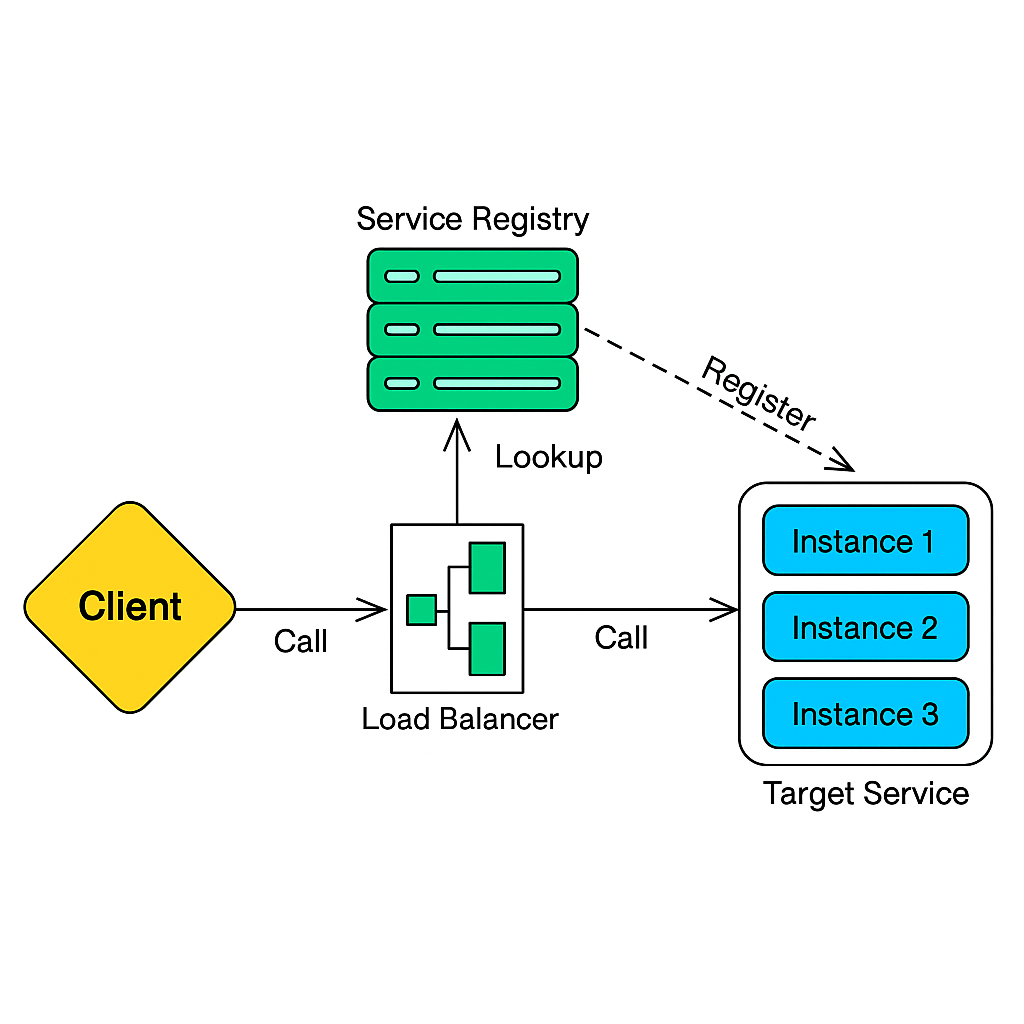 Service Registry
Register
Lookup
Client
Call
Load Balancer
Call
Instance 1
Instance 2
Instance 3
Target Service